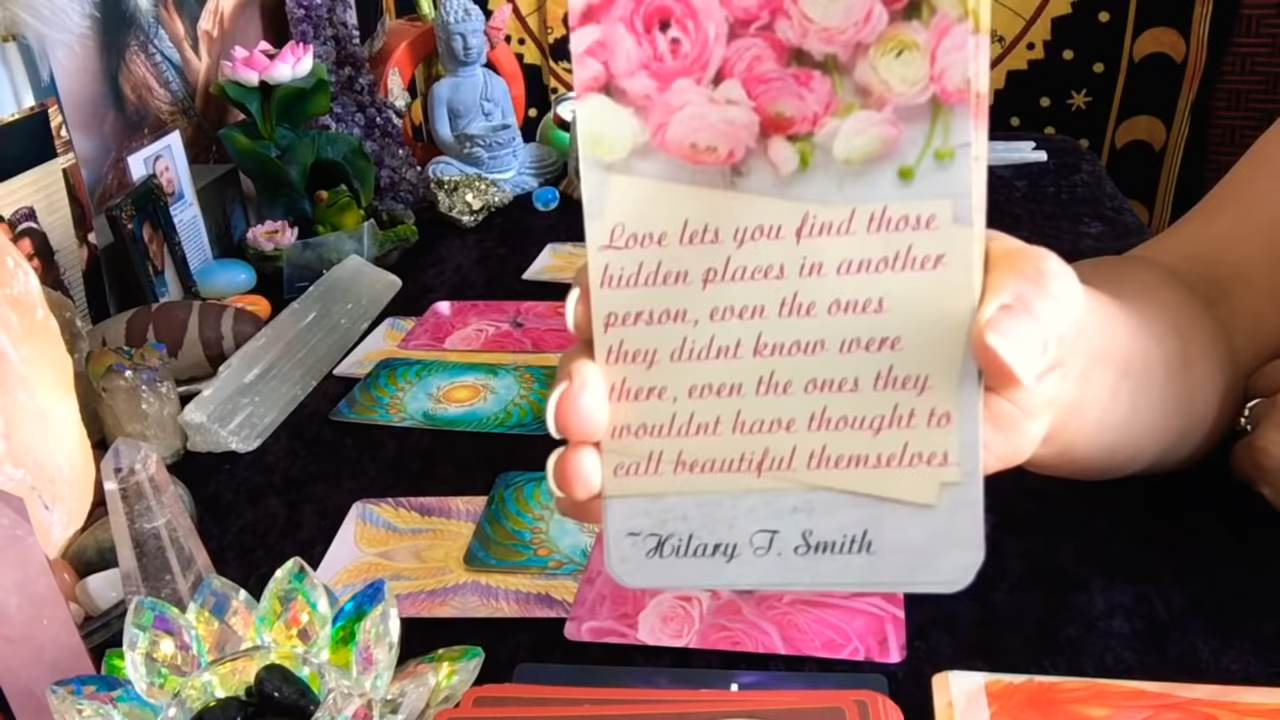 Love lets you find those
hidden places in another
person, even the ones
they didnt know were
there, even the ones they
wouldnt have thought to
call beautiful themselves
~Hilary T. Smith